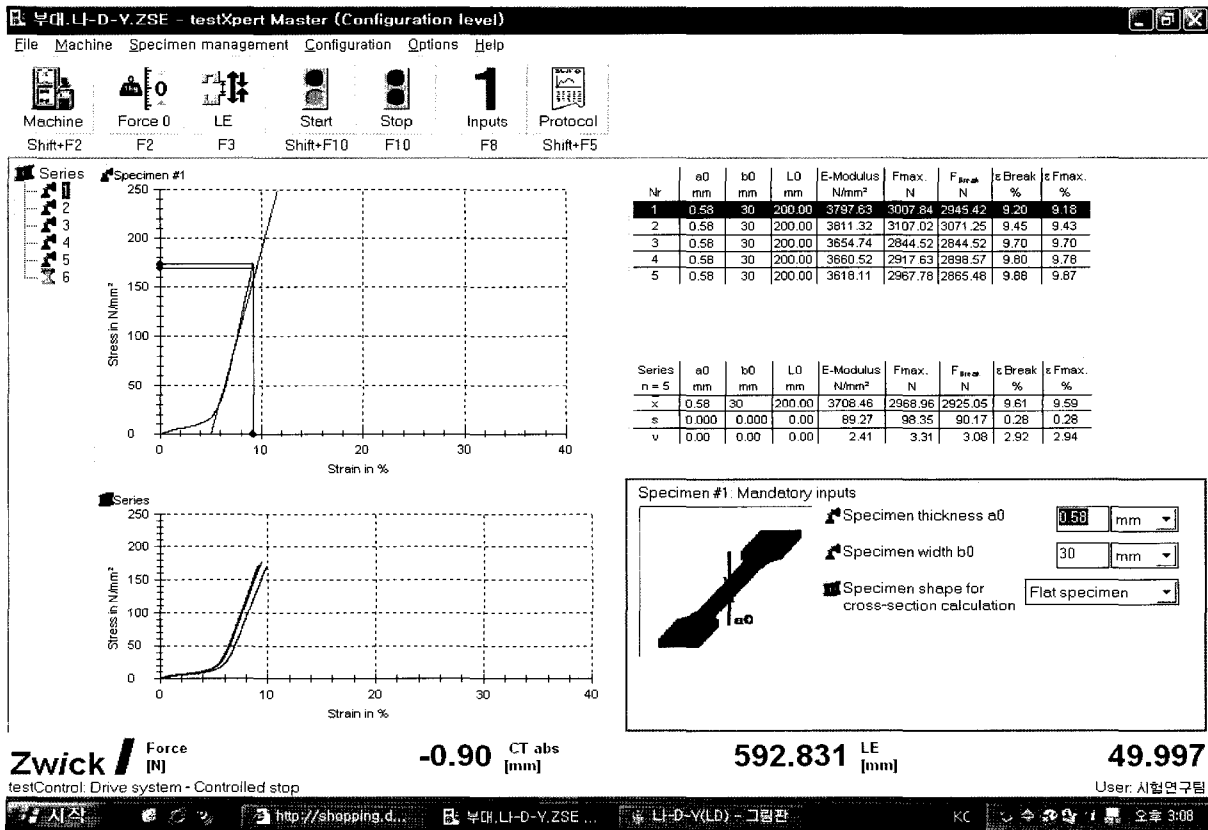 부대.나-D-Y.ZSE - testXpert Master (Configuration level)
File Machine Specimen management Configuration Options Help
Machine Force 0 LE Start Stop Inputs Protocol
Shift+F2 F2 F3 Shift+F10 F10 F8 Shift+F5
Series
1
2
3
4
5
6
Specimen #1
250
200
150
100
50
0
Stress in N/mm²
0 10 20 30 40
Strain in %
Series
250
200
150
100
50
0
Stress in N/mm²
0 10 20 30 40
Strain in %
Nr a0 mm b0 mm L0 mm E-Modulus N/mm² Fmax. N F Break N ε Break % ε Fmax. %
1 0.58 30 200.00 3797.63 3007.84 2945.42 9.20 9.18
2 0.58 30 200.00 3811.32 3107.02 3071.25 9.45 9.43
3 0.58 30 200.00 3654.74 2844.52 2844.52 9.70 9.70
4 0.58 30 200.00 3660.52 2917.63 2898.57 9.80 9.78
5 0.58 30 200.00 3618.11 2967.78 2865.48 9.88 9.87
Series n = 5 a0 mm b0 mm L0 mm E-Modulus N/mm² Fmax. N F Break N ε Break % ε Fmax. %
x 0.58 30 200.00 3708.46 2968.96 2925.05 9.61 9.59
s 0.000 0.000 0.00 89.27 98.35 90.17 0.28 0.28
ν 0.00 0.00 0.00 2.41 3.31 3.08 2.92 2.94
Specimen #1: Mandatory inputs
Specimen thickness a0 0.58 mm
Specimen width b0 30 mm
Specimen shape for cross-section calculation Flat specimen
a0
Zwick Force [N] -0.90 CT abs [mm] 592.831 LE [mm] 49.997
testControl: Drive system - Controlled stop User: 시험연구팀
시작 http://shopping.d... 부대.나-D-Y.ZSE ... 나-D-Y(LD) - 그림판 KC 오후 3:08